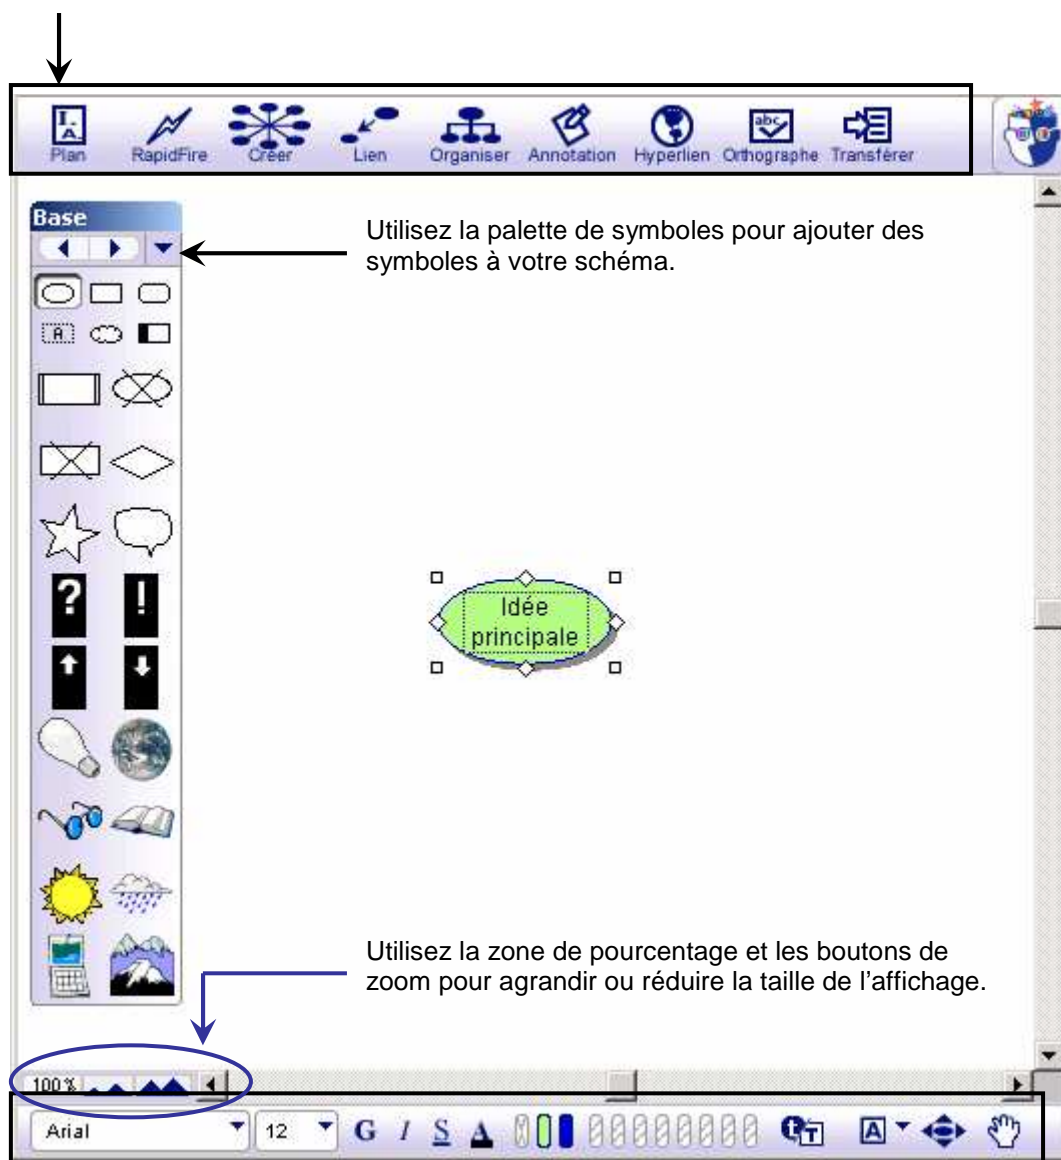 Plan RapidFire Créer Lien Organiser Annotation Hyperlien Orthographe Transférer
Base
Utilisez la palette de symboles pour ajouter des
symboles à votre schéma.
Idée
principale
Utilisez la zone de pourcentage et les boutons de
zoom pour agrandir ou réduire la taille de l’affichage.
100 %
Arial 12 G I S A